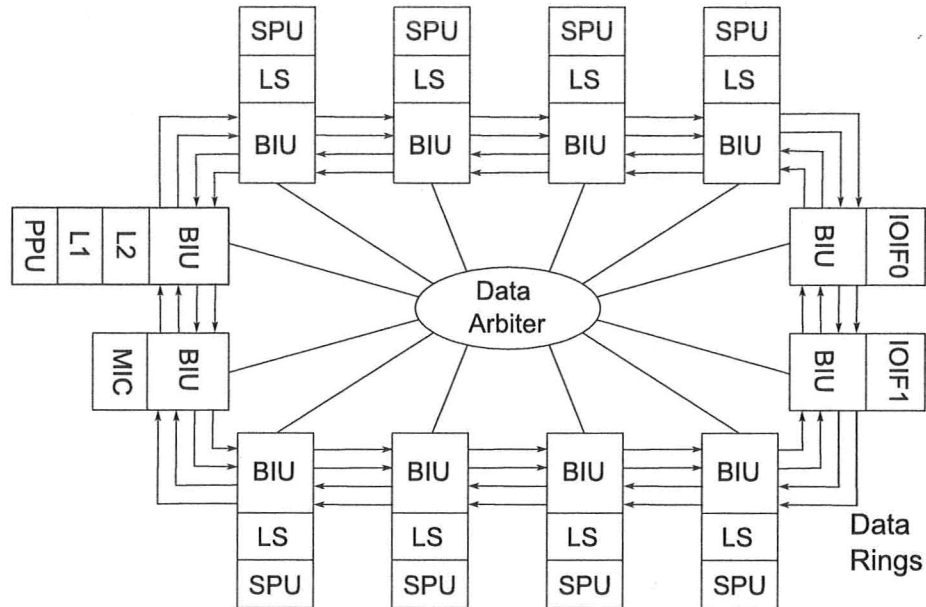 SPU SPU SPU SPU
LS LS LS LS
BIU BIU BIU BIU
PPU L1 L2 BIU
BIU IOIF0
Data
Arbiter
MIC BIU
BIU IOIF1
BIU BIU BIU BIU
LS LS LS LS
SPU SPU SPU SPU
Data
Rings